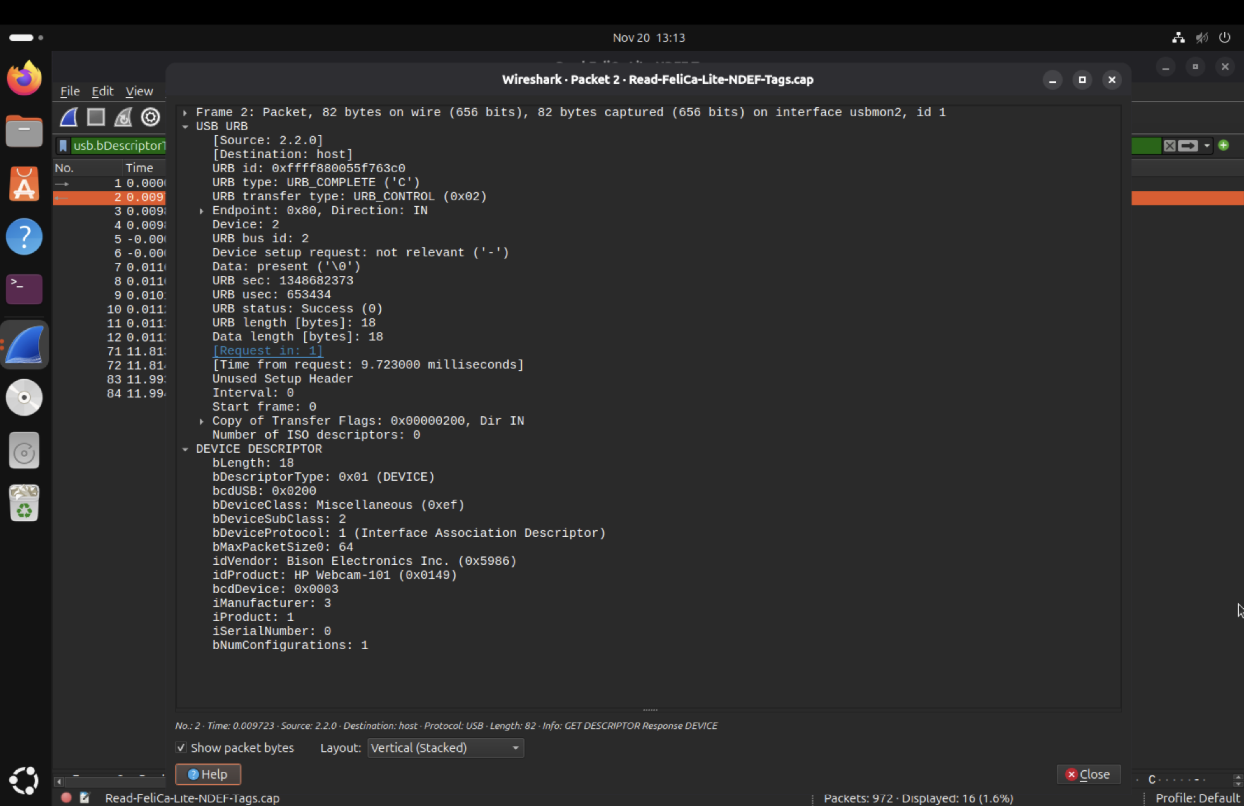 Nov 20 13:13
Wireshark · Packet 2 · Read-FeliCa-Lite-NDEF-Tags.cap
File Edit View
usb.bDescriptorT
No. Time
1 0.000
2 0.009
3 0.009
4 0.009
5 -0.00
6 -0.00
7 0.011
8 0.011
9 0.010
10 0.011
11 0.011
12 0.011
71 11.81
72 11.81
83 11.99
84 11.99
Frame 2: Packet, 82 bytes on wire (656 bits), 82 bytes captured (656 bits) on interface usbmon2, id 1
USB URB
[Source: 2.2.0]
[Destination: host]
URB id: 0xffff880055f763c0
URB type: URB_COMPLETE ('C')
URB transfer type: URB_CONTROL (0x02)
Endpoint: 0x80, Direction: IN
Device: 2
URB bus id: 2
Device setup request: not relevant ('-')
Data: present ('\0')
URB sec: 1348682373
URB usec: 653434
URB status: Success (0)
URB length [bytes]: 18
Data length [bytes]: 18
[Request in: 1]
[Time from request: 9.723000 milliseconds]
Unused Setup Header
Interval: 0
Start frame: 0
Copy of Transfer Flags: 0x00000200, Dir IN
Number of ISO descriptors: 0
DEVICE DESCRIPTOR
bLength: 18
bDescriptorType: 0x01 (DEVICE)
bcdUSB: 0x0200
bDeviceClass: Miscellaneous (0xef)
bDeviceSubClass: 2
bDeviceProtocol: 1 (Interface Association Descriptor)
bMaxPacketSize0: 64
idVendor: Bison Electronics Inc. (0x5986)
idProduct: HP Webcam-101 (0x0149)
bcdDevice: 0x0003
iManufacturer: 3
iProduct: 1
iSerialNumber: 0
bNumConfigurations: 1
No.: 2 · Time: 0.009723 · Source: 2.2.0 · Destination: host · Protocol: USB · Length: 82 · Info: GET DESCRIPTOR Response DEVICE
Show packet bytes Layout: Vertical (Stacked)
Help Close
Read-FeliCa-Lite-NDEF-Tags.cap Packets: 972 · Displayed: 16 (1.6%) Profile: Default